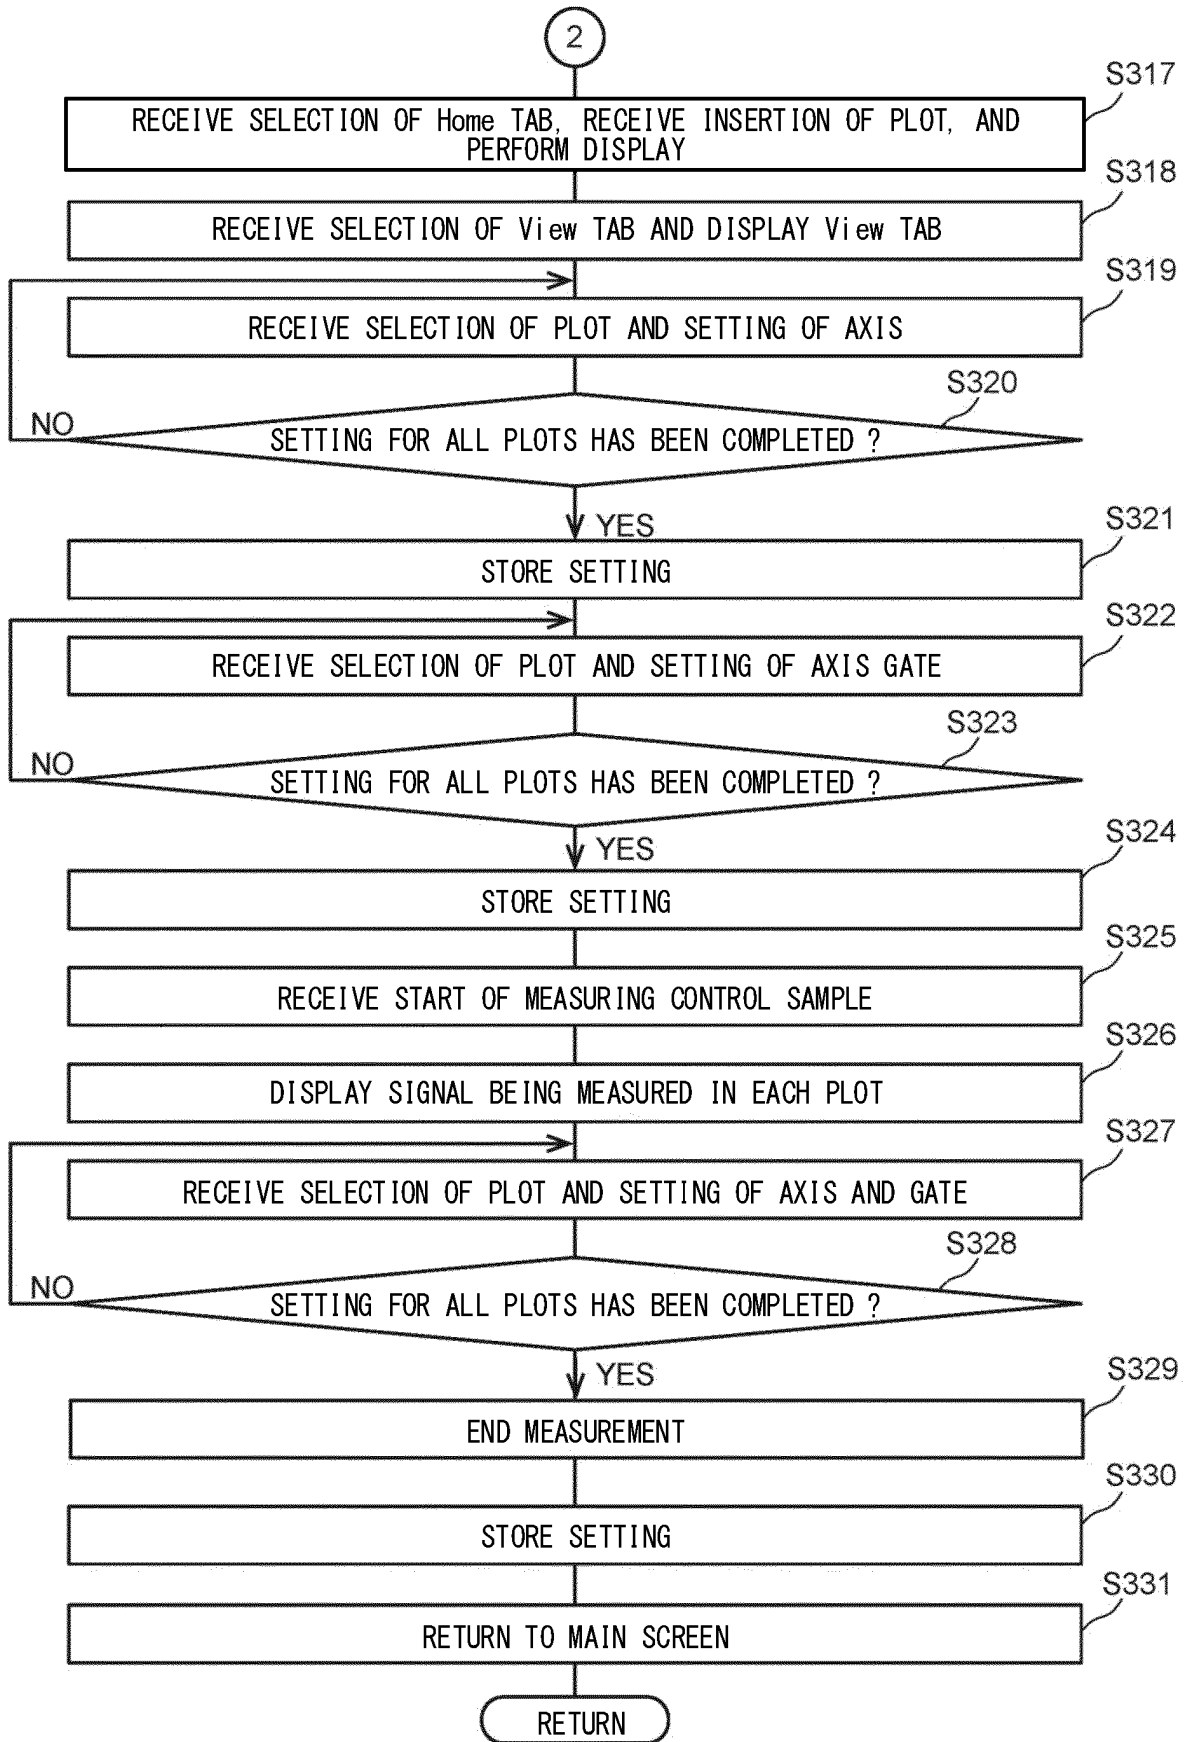 2
S317
RECEIVE SELECTION OF Home TAB, RECEIVE INSERTION OF PLOT, AND
PERFORM DISPLAY
S318
RECEIVE SELECTION OF View TAB AND DISPLAY View TAB
S319
RECEIVE SELECTION OF PLOT AND SETTING OF AXIS
S320
NO
SETTING FOR ALL PLOTS HAS BEEN COMPLETED ?
YES
S321
STORE SETTING
S322
RECEIVE SELECTION OF PLOT AND SETTING OF AXIS GATE
S323
NO
SETTING FOR ALL PLOTS HAS BEEN COMPLETED ?
YES
S324
STORE SETTING
S325
RECEIVE START OF MEASURING CONTROL SAMPLE
S326
DISPLAY SIGNAL BEING MEASURED IN EACH PLOT
S327
RECEIVE SELECTION OF PLOT AND SETTING OF AXIS AND GATE
S328
NO
SETTING FOR ALL PLOTS HAS BEEN COMPLETED ?
YES
S329
END MEASUREMENT
S330
STORE SETTING
S331
RETURN TO MAIN SCREEN
RETURN